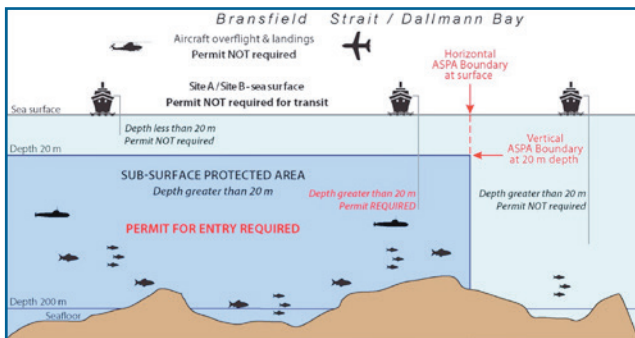 Bransfield Strait / Dallmann Bay
Aircraft overflight & landings
Permit NOT required
Horizontal
ASPA Boundary
at surface
Site A / Site B - sea surface
Permit NOT required for transit
Sea surface
Depth less than 20 m
Permit NOT required
Vertical
ASPA Boundary
at 20 m depth
Depth 20 m
SUB-SURFACE PROTECTED AREA
Depth greater than 20 m
Depth greater than 20 m
Permit REQUIRED
Depth greater than 20 m
Permit NOT required
PERMIT FOR ENTRY REQUIRED
Depth 200 m
Seafloor